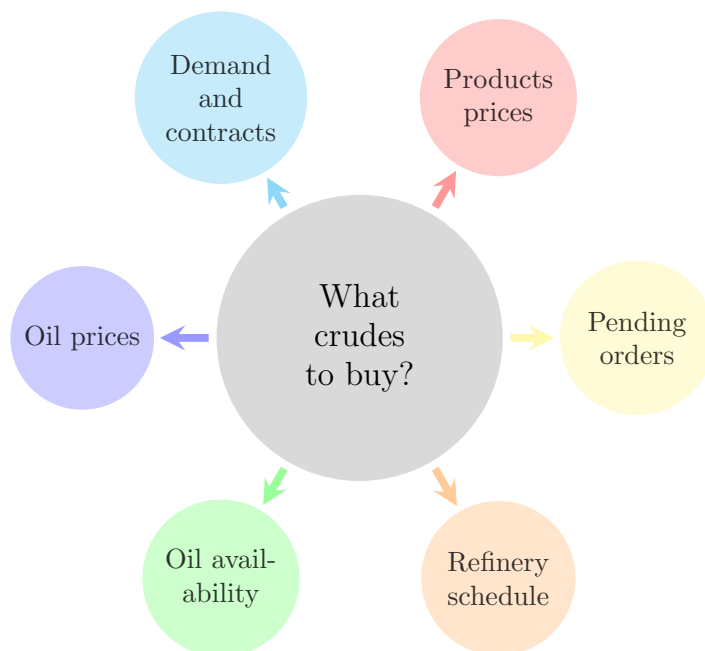 Demand
and
contracts
Products
prices
What
crudes
to buy?
Oil prices
Pending
orders
Oil avail-
ability
Refinery
schedule